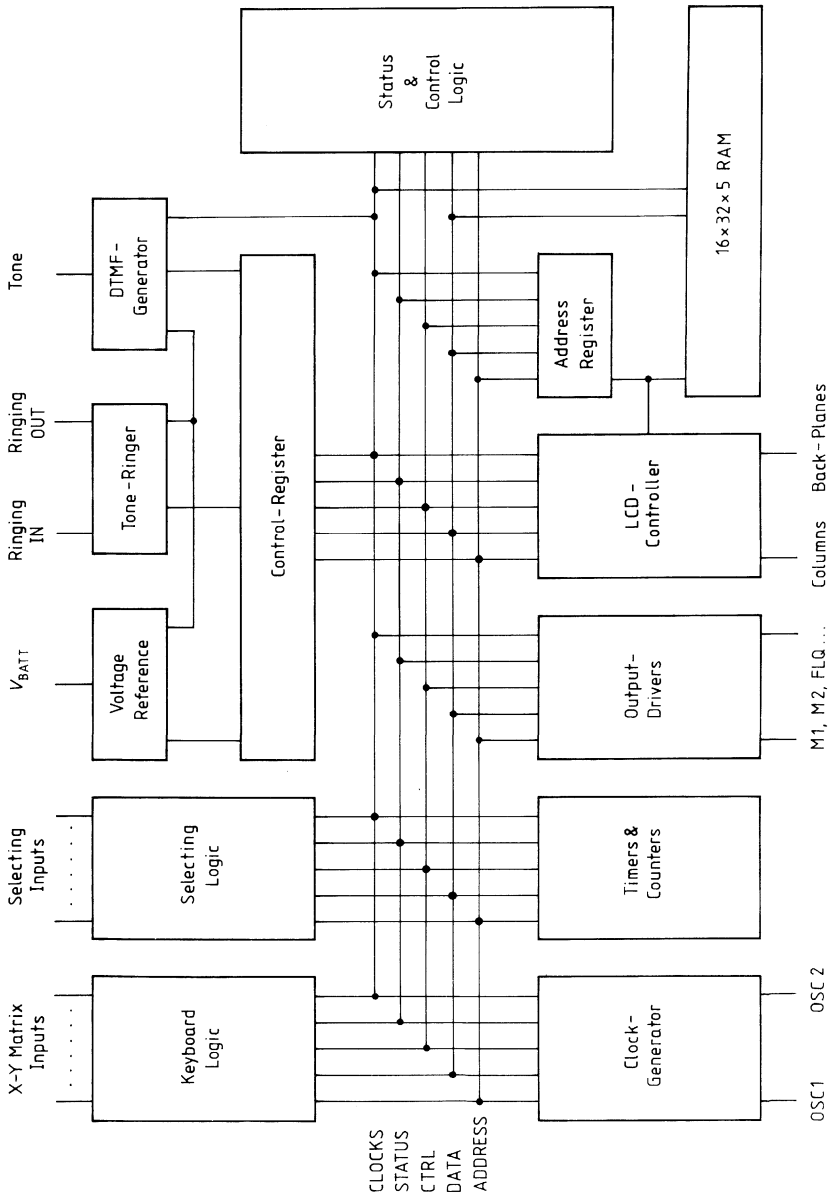 X-Y Matrix
Inputs
Selecting
Inputs
V_BATT
Ringing
IN
Ringing
OUT
Tone
Keyboard
Logic
Selecting
Logic
Voltage
Reference
Tone-Ringer
DTMF-
Generator
Control-Register
Status
&
Control
Logic
CLOCKS
STATUS
CTRL
DATA
ADDRESS
Clock-
Generator
Timers &
Counters
Output-
Drivers
LCD-
Controller
Address
Register
16×32×5 RAM
OSC1
OSC2
M1, M2, FLQ...
Columns
Back-Planes